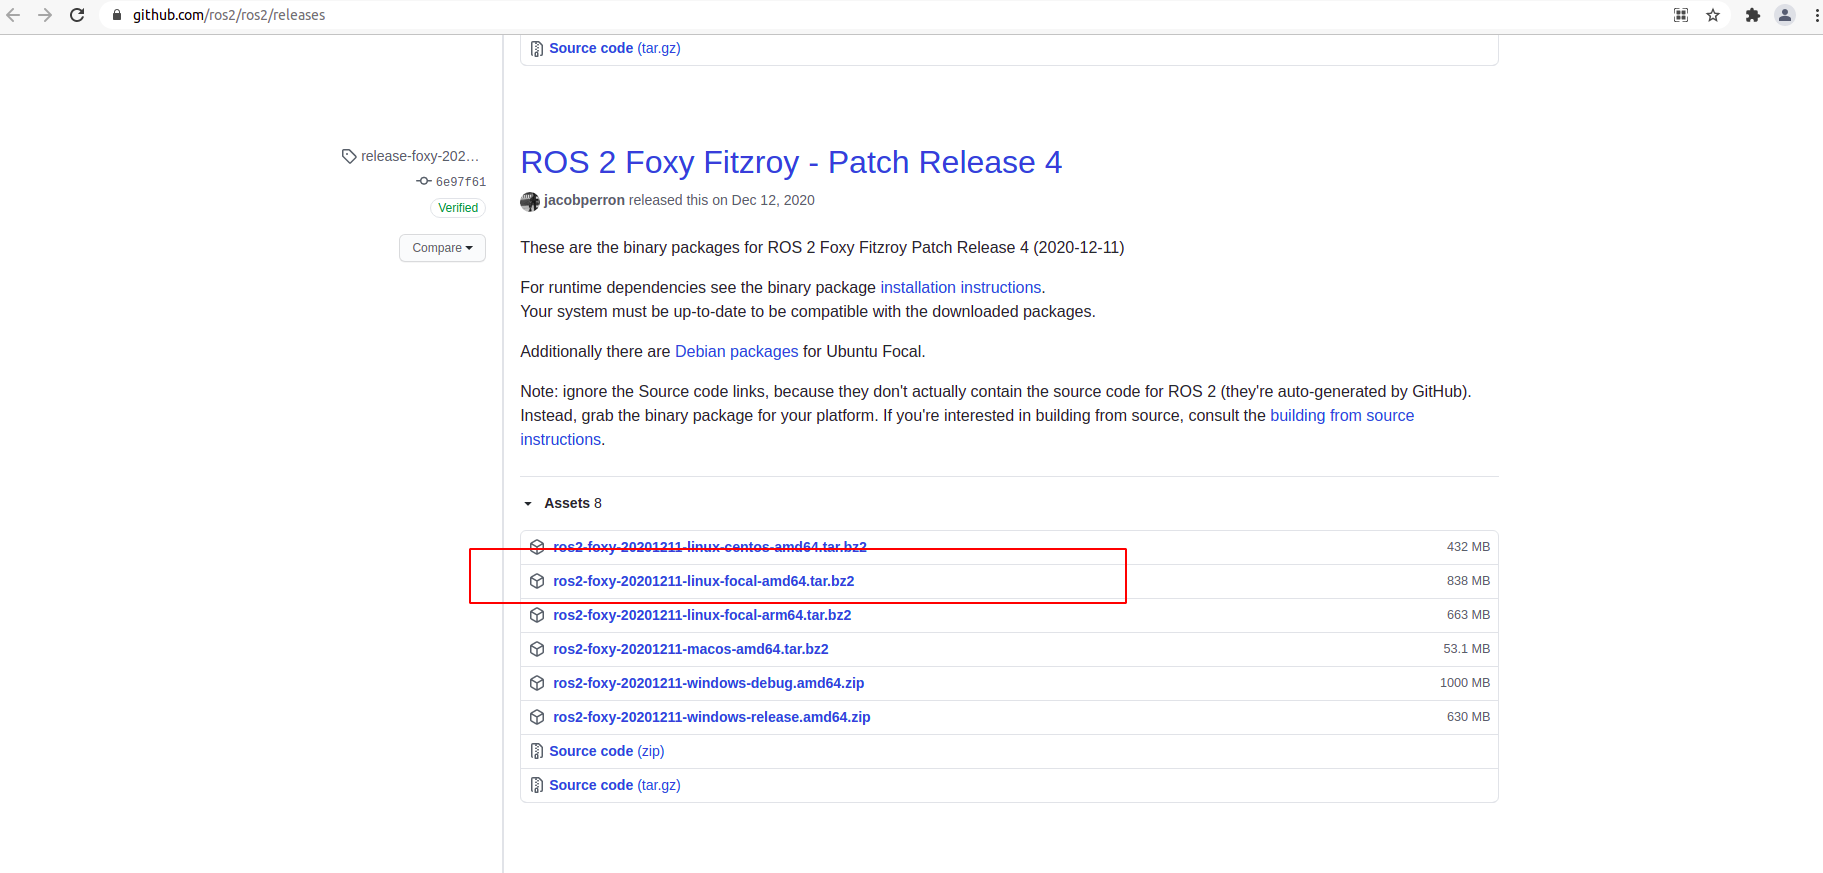 github.com/ros2/ros2/releases
Source code (tar.gz)
release-foxy-202…
6e97f61
Verified
Compare
ROS 2 Foxy Fitzroy - Patch Release 4
jacobperron released this on Dec 12, 2020
These are the binary packages for ROS 2 Foxy Fitzroy Patch Release 4 (2020-12-11)
For runtime dependencies see the binary package installation instructions.
Your system must be up-to-date to be compatible with the downloaded packages.
Additionally there are Debian packages for Ubuntu Focal.
Note: ignore the Source code links, because they don't actually contain the source code for ROS 2 (they're auto-generated by GitHub).
Instead, grab the binary package for your platform. If you're interested in building from source, consult the building from source
instructions.
Assets 8
ros2-foxy-20201211-linux-centos-amd64.tar.bz2 432 MB
ros2-foxy-20201211-linux-focal-amd64.tar.bz2 838 MB
ros2-foxy-20201211-linux-focal-arm64.tar.bz2 663 MB
ros2-foxy-20201211-macos-amd64.tar.bz2 53.1 MB
ros2-foxy-20201211-windows-debug.amd64.zip 1000 MB
ros2-foxy-20201211-windows-release.amd64.zip 630 MB
Source code (zip)
Source code (tar.gz)